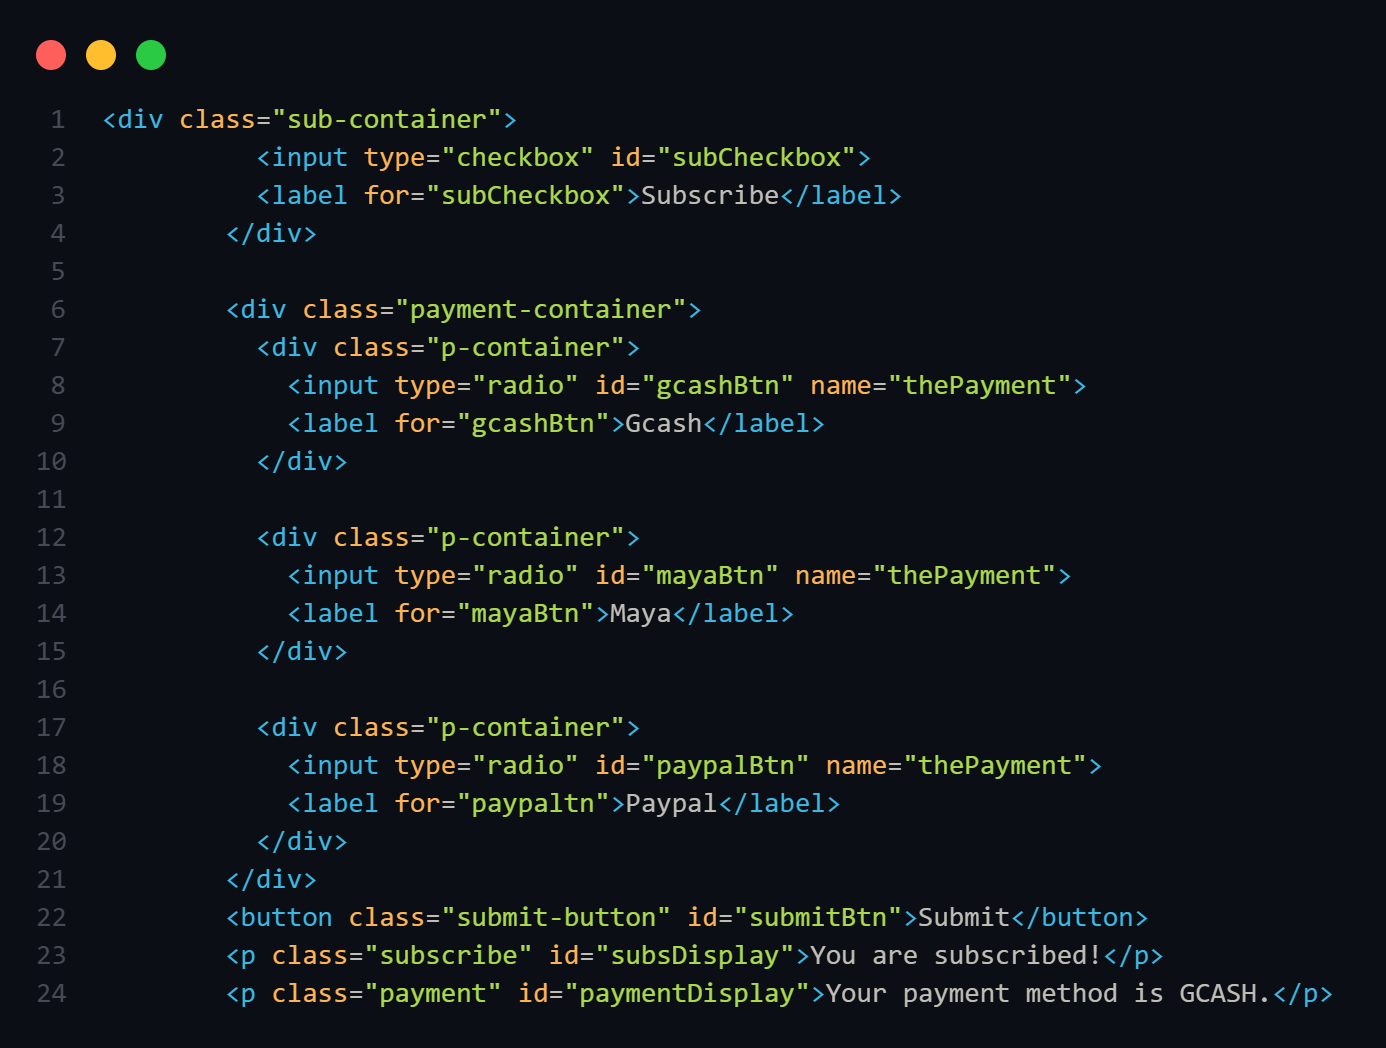 1 <div class="sub-container">
2 <input type="checkbox" id="subCheckbox">
3 <label for="subCheckbox">Subscribe</label>
4 </div>
5
6 <div class="payment-container">
7 <div class="p-container">
8 <input type="radio" id="gcashBtn" name="thePayment">
9 <label for="gcashBtn">Gcash</label>
10 </div>
11
12 <div class="p-container">
13 <input type="radio" id="mayaBtn" name="thePayment">
14 <label for="mayaBtn">Maya</label>
15 </div>
16
17 <div class="p-container">
18 <input type="radio" id="paypalBtn" name="thePayment">
19 <label for="paypaltn">Paypal</label>
20 </div>
21 </div>
22 <button class="submit-button" id="submitBtn">Submit</button>
23 <p class="subscribe" id="subsDisplay">You are subscribed!</p>
24 <p class="payment" id="paymentDisplay">Your payment method is GCASH.</p>